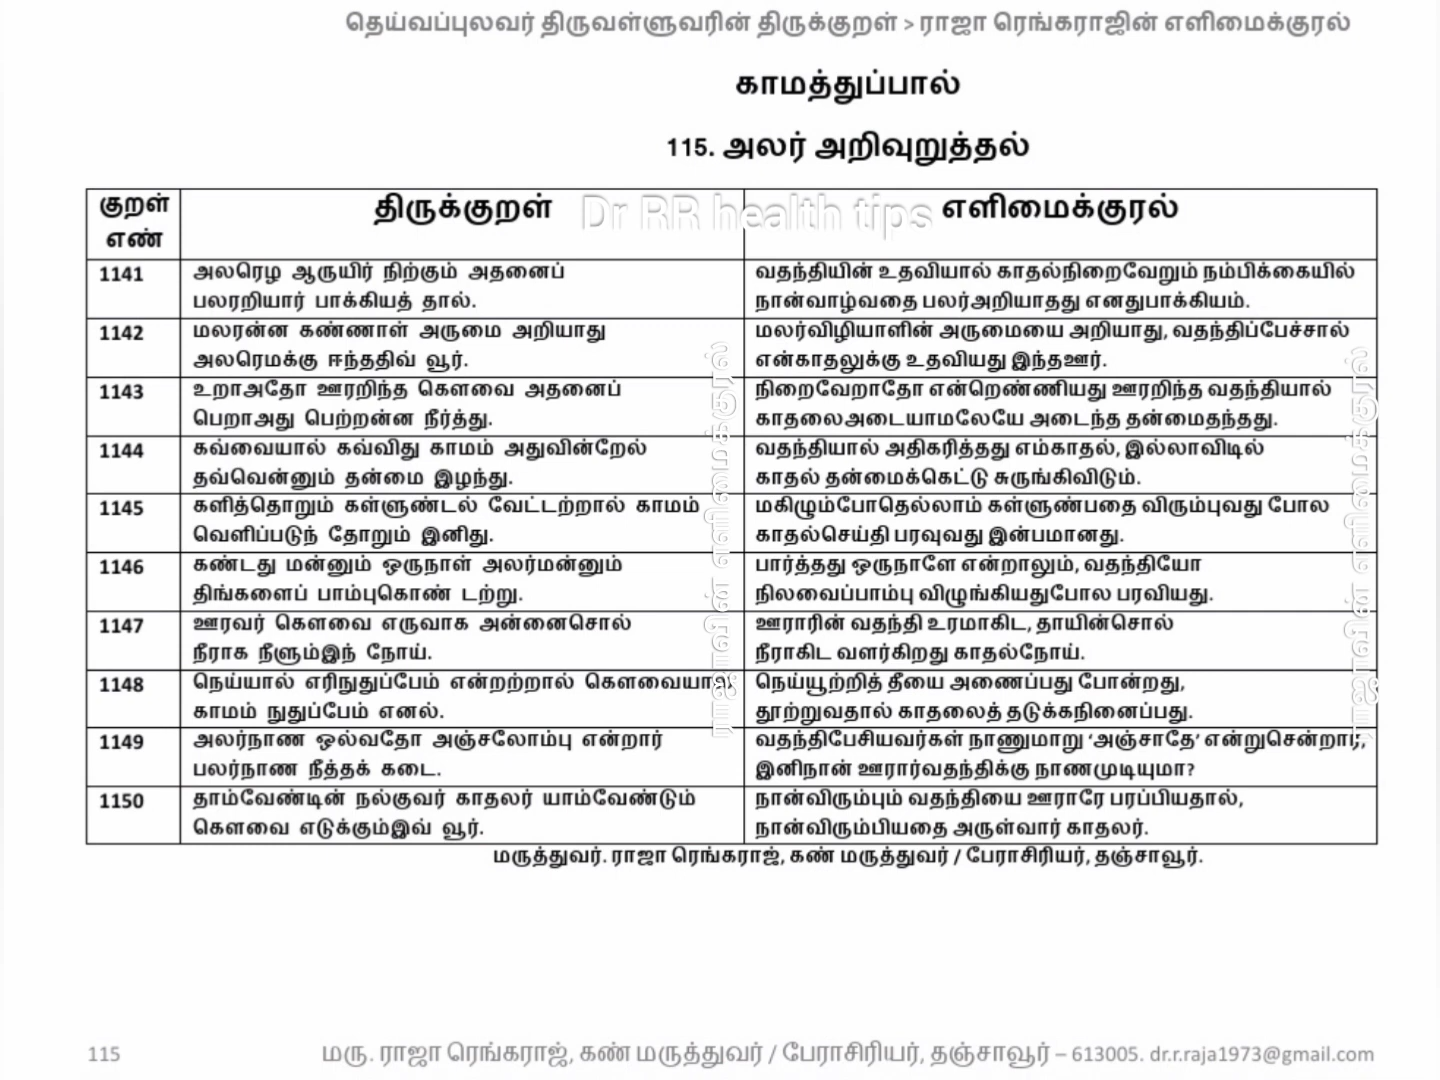 தெய்வப்புலவர் திருவள்ளுவரின் திருக்குறள் > ராஜா ரெங்கராஜின் எளிமைக்குரல்
காமத்துப்பால்
115. அலர் அறிவுறுத்தல்
குறள் எண்
திருக்குறள்
எளிமைக்குரல்
Dr RR health tips
1141
அலரெழ ஆருயிர் நிற்கும் அதனைப்
பலரறியார் பாக்கியத் தால்.
வதந்தியின் உதவியால் காதல்நிறைவேறும் நம்பிக்கையில்
நான்வாழ்வதை பலர்அறியாதது எனதுபாக்கியம்.
1142
மலரன்ன கண்ணாள் அருமை அறியாது
அலரெமக்கு ஈந்ததிவ் வூர்.
மலர்விழியாளின் அருமையை அறியாது, வதந்திப்பேச்சால்
என்காதலுக்கு உதவியது இந்தஊர்.
1143
உறாஅதோ ஊரறிந்த கௌவை அதனைப்
பெறாஅது பெற்றன்ன நீர்த்து.
நிறைவேறாதோ என்றெண்ணியது ஊரறிந்த வதந்தியால்
காதலைஅடையாமலேயே அடைந்த தன்மைதந்தது.
1144
கவ்வையால் கவ்விது காமம் அதுவின்றேல்
தவ்வென்னும் தன்மை இழந்து.
வதந்தியால் அதிகரித்தது எம்காதல், இல்லாவிடில்
காதல் தன்மைக்கெட்டு சுருங்கிவிடும்.
1145
களித்தொறும் கள்ளுண்டல் வேட்டற்றால் காமம்
வெளிப்படுந் தோறும் இனிது.
மகிழும்போதெல்லாம் கள்ளுண்பதை விரும்புவது போல
காதல்செய்தி பரவுவது இன்பமானது.
1146
கண்டது மன்னும் ஒருநாள் அலர்மன்னும்
திங்களைப் பாம்புகொண் டற்று.
பார்த்தது ஒருநாளே என்றாலும், வதந்தியோ
நிலவைப்பாம்பு விழுங்கியதுபோல பரவியது.
1147
ஊரவர் கௌவை எருவாக அன்னைசொல்
நீராக நீளும்இந் நோய்.
ஊராரின் வதந்தி உரமாகிட, தாயின்சொல்
நீராகிட வளர்கிறது காதல்நோய்.
1148
நெய்யால் எரிநுதுப்பேம் என்றற்றால் கௌவையால்
காமம் நுதுப்பேம் எனல்.
நெய்யூற்றித் தீயை அணைப்பது போன்றது,
தூற்றுவதால் காதலைத் தடுக்கநினைப்பது.
1149
அலர்நாண ஒல்வதோ அஞ்சலோம்பு என்றார்
பலர்நாண நீத்தக் கடை.
வதந்திபேசியவர்கள் நாணுமாறு ‘அஞ்சாதே’ என்றுசென்றார்,
இனிநான் ஊரார்வதந்திக்கு நாணமுடியுமா?
1150
தாம்வேண்டின் நல்குவர் காதலர் யாம்வேண்டும்
கௌவை எடுக்கும்இவ் வூர்.
நான்விரும்பும் வதந்தியை ஊராரே பரப்பியதால்,
நான்விரும்பியதை அருள்வார் காதலர்.
ராஜாவின் எளிமைக்குரல்
ராஜாவின் எளிமைக்குரல்
மருத்துவர். ராஜா ரெங்கராஜ், கண் மருத்துவர் / பேராசிரியர், தஞ்சாவூர்.
115
மரு. ராஜா ரெங்கராஜ், கண் மருத்துவர் / பேராசிரியர், தஞ்சாவூர் – 613005. dr.r.raja1973@gmail.com